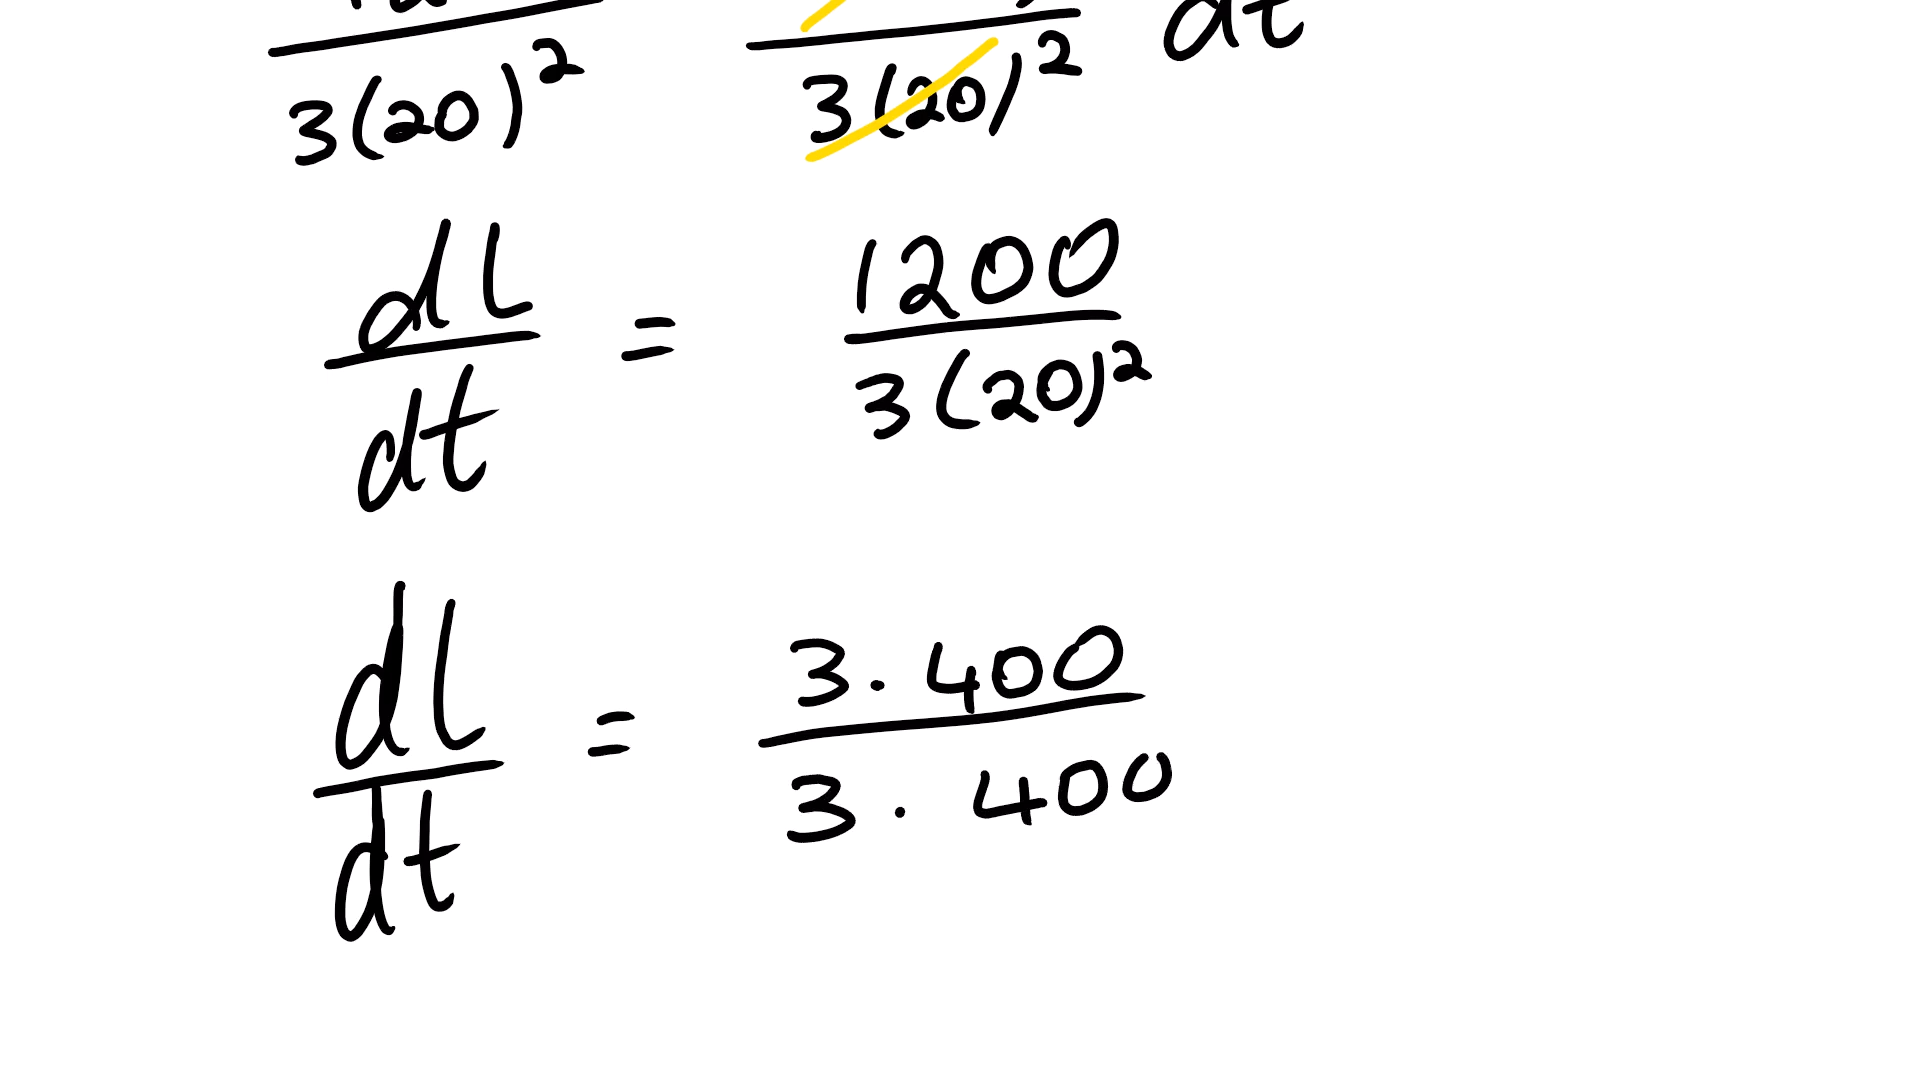 3(20)² 3(20)² dt
dl/dt = 1200/3(20)²
dl/dt = 3.400/3.400